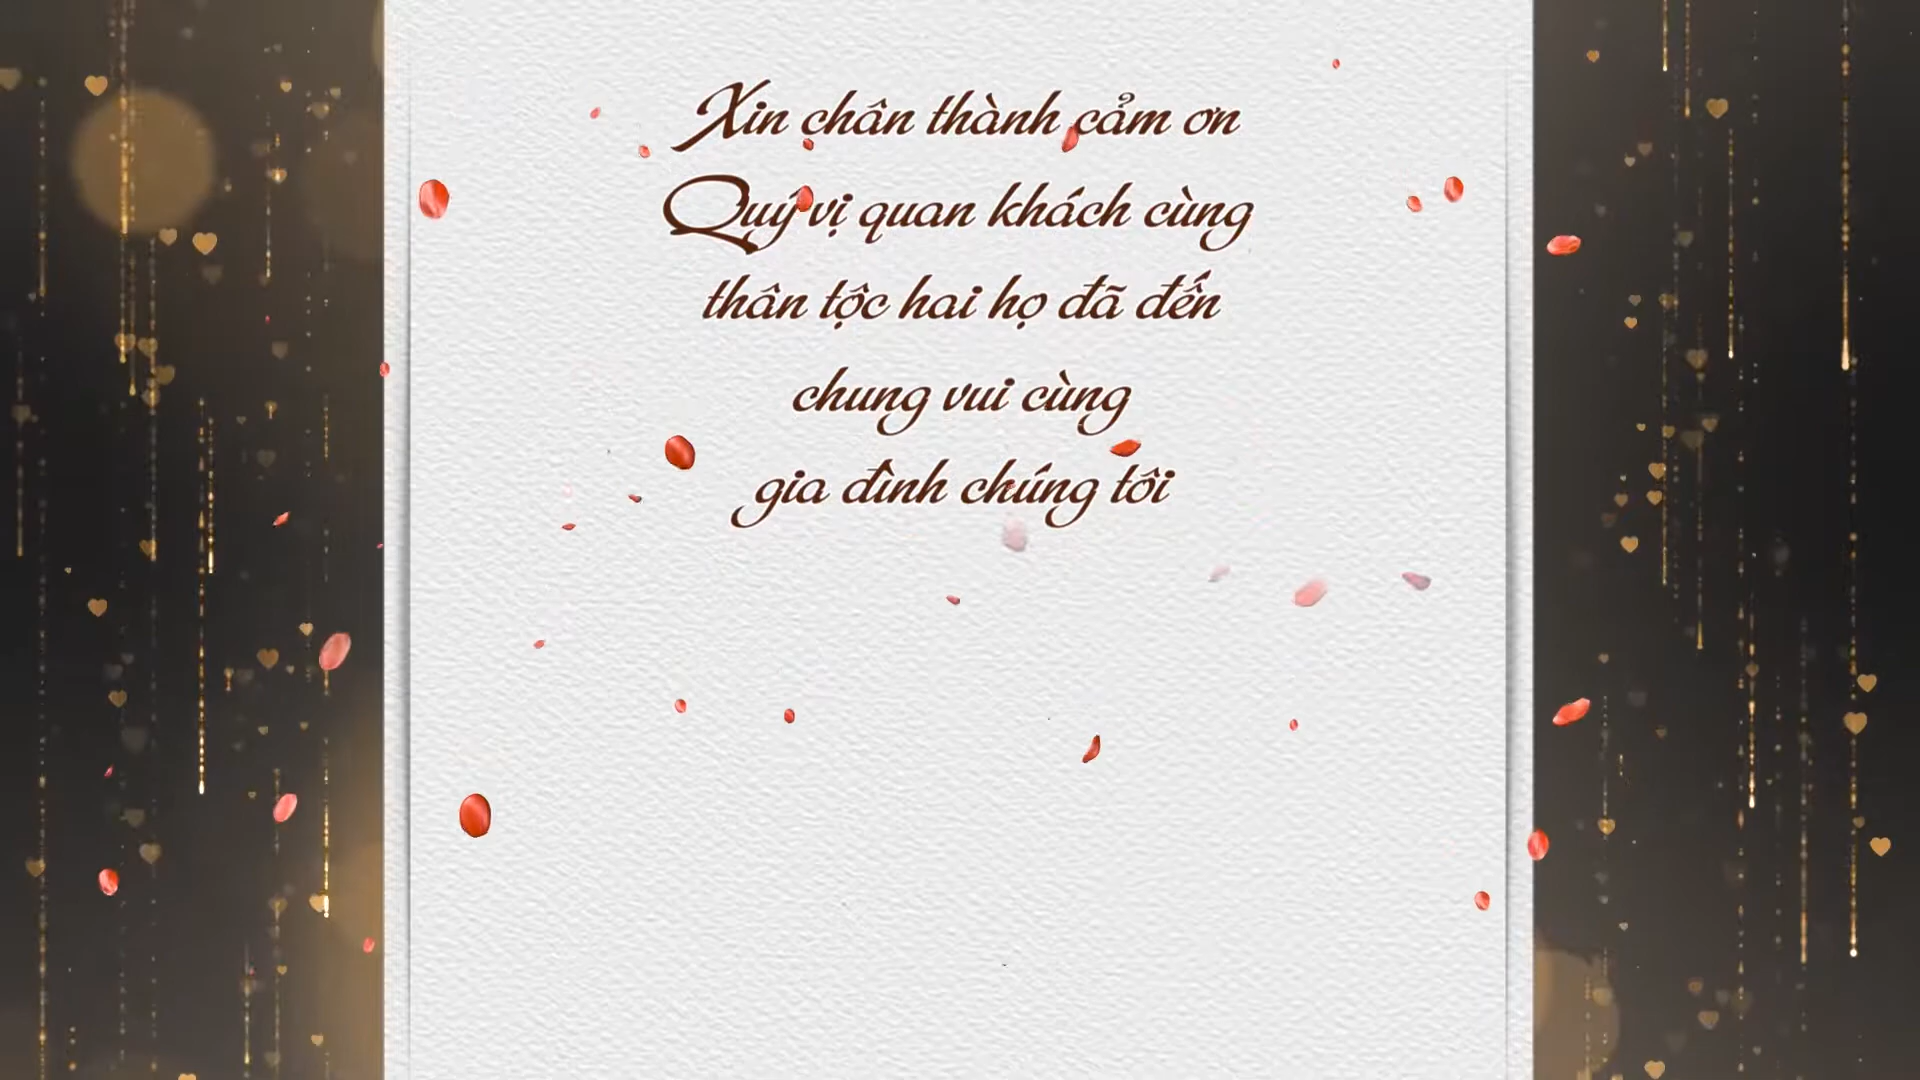 Xin chân thành cảm ơn
Quý vị quan khách cùng
thân tộc hai họ đã đến
chung vui cùng
gia đình chúng tôi